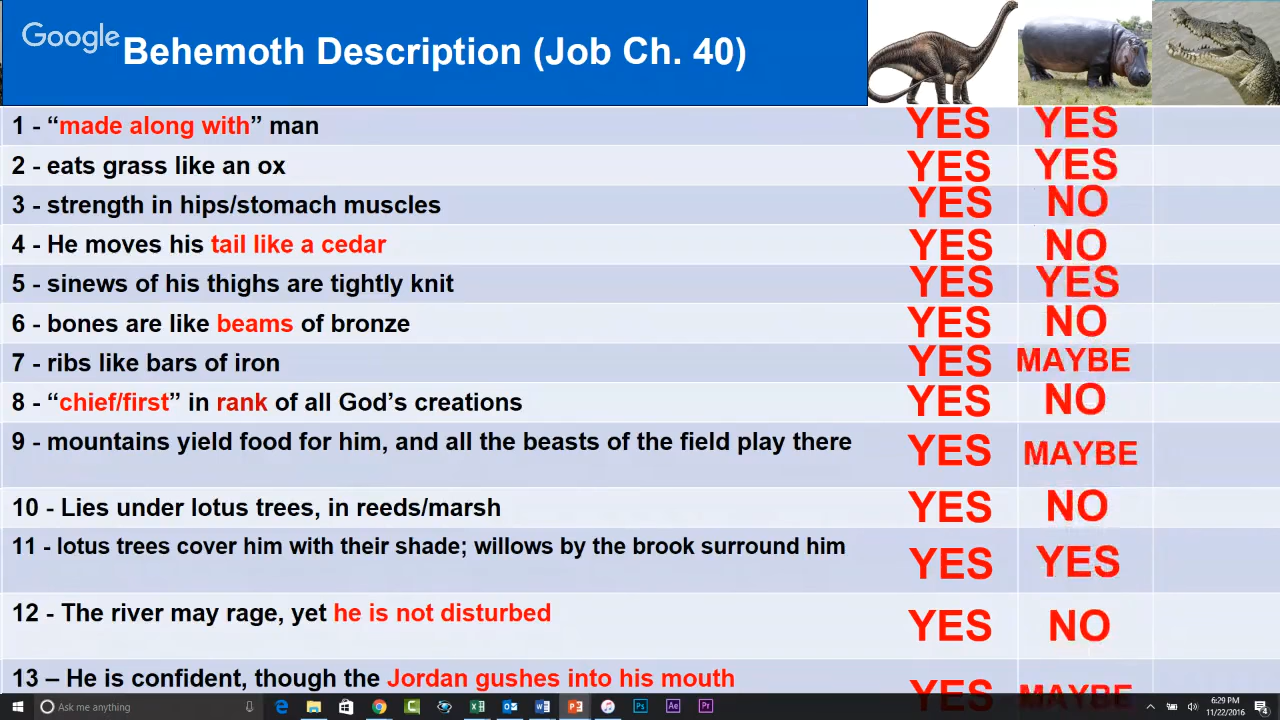 Google
Behemoth Description (Job Ch. 40)
1 - “made along with” man YES YES
2 - eats grass like an ox YES YES
3 - strength in hips/stomach muscles YES NO
4 - He moves his tail like a cedar YES NO
5 - sinews of his thighs are tightly knit YES YES
6 - bones are like beams of bronze YES NO
7 - ribs like bars of iron YES MAYBE
8 - “chief/first” in rank of all God’s creations YES NO
9 - mountains yield food for him, and all the beasts of the field play there YES MAYBE
10 - Lies under lotus trees, in reeds/marsh YES NO
11 - lotus trees cover him with their shade; willows by the brook surround him YES YES
12 - The river may rage, yet he is not disturbed YES NO
13 – He is confident, though the Jordan gushes into his mouth YES MAYBE
Ask me anything
6:29 PM
11/22/2016